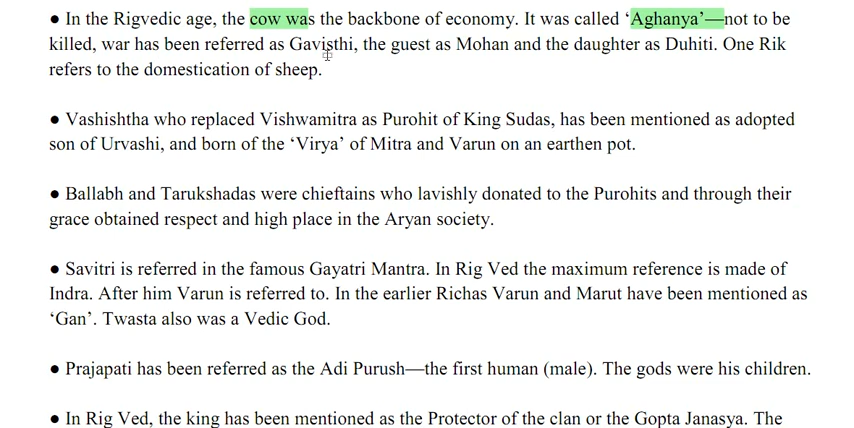 ● In the Rigvedic age, the cow was the backbone of economy. It was called ‘Aghanya’—not to be
killed, war has been referred as Gavisthi, the guest as Mohan and the daughter as Duhiti. One Rik
refers to the domestication of sheep.
● Vashishtha who replaced Vishwamitra as Purohit of King Sudas, has been mentioned as adopted
son of Urvashi, and born of the ‘Virya’ of Mitra and Varun on an earthen pot.
● Ballabh and Tarukshadas were chieftains who lavishly donated to the Purohits and through their
grace obtained respect and high place in the Aryan society.
● Savitri is referred in the famous Gayatri Mantra. In Rig Ved the maximum reference is made of
Indra. After him Varun is referred to. In the earlier Richas Varun and Marut have been mentioned as
‘Gan’. Twasta also was a Vedic God.
● Prajapati has been referred as the Adi Purush—the first human (male). The gods were his children.
● In Rig Ved, the king has been mentioned as the Protector of the clan or the Gopta Janasya. The